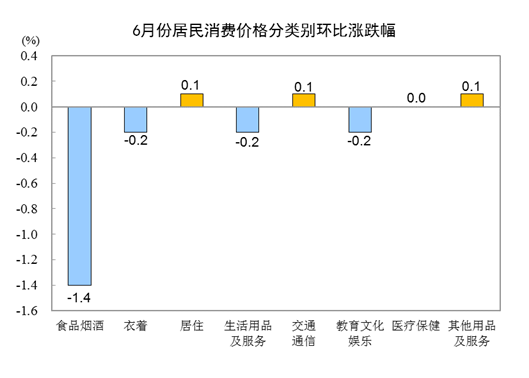 6月份居民消费价格分类别环比涨跌幅
(%)
0.4
0.2
0.0
-0.2
-0.4
-0.6
-0.8
-1.0
-1.2
-1.4
-1.6
-1.4
-0.2
0.1
-0.2
0.1
-0.2
0.0
0.1
食品烟酒
衣着
居住
生活用品
及服务
交通
通信
教育文化
娱乐
医疗保健
其他用品
及服务